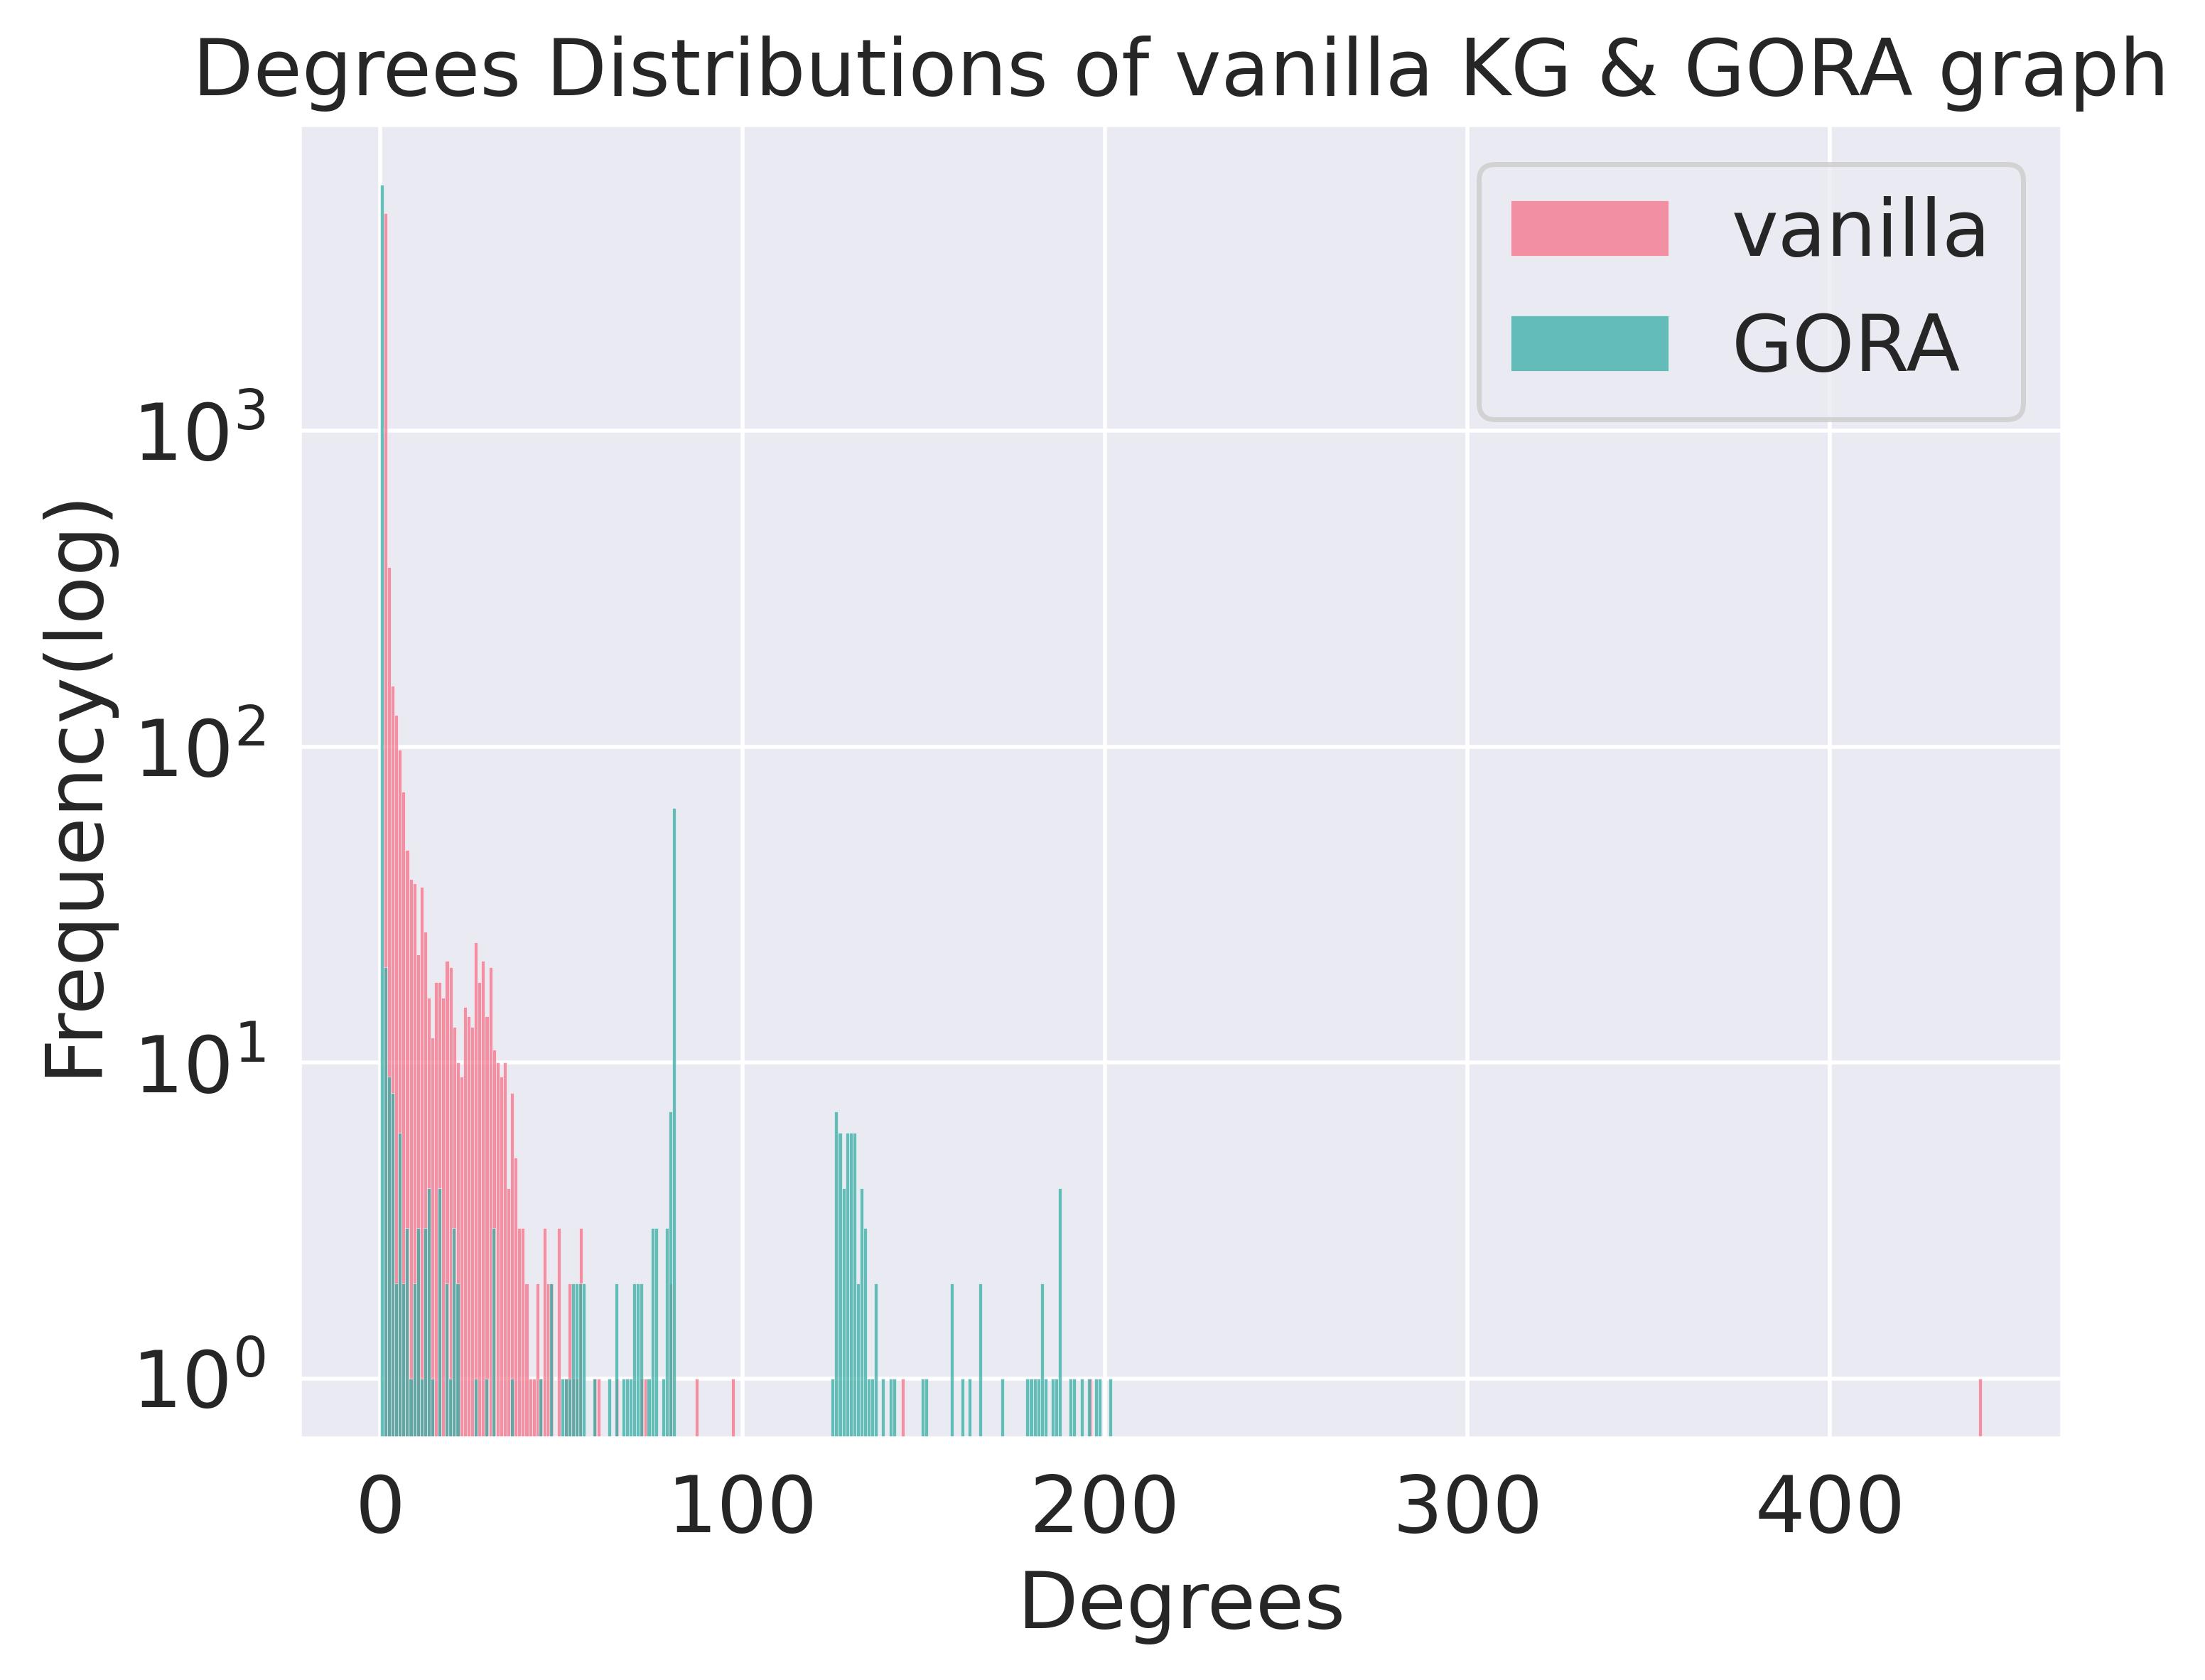 Degrees Distributions of vanilla KG & GORA graph
vanilla
GORA
10³
10²
10¹
10⁰
Frequency(log)
0 100 200 300 400
Degrees